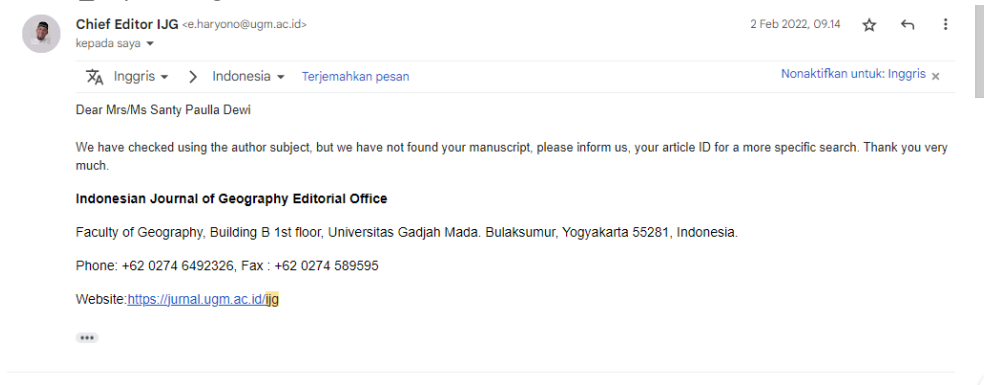 Chief Editor IJG <e.haryono@ugm.ac.id>
2 Feb 2022, 09.14
kepada saya
Inggris > Indonesia Terjemahkan pesan
Nonaktifkan untuk: Inggris x
Dear Mrs/Ms Santy Paulla Dewi
We have checked using the author subject, but we have not found your manuscript, please inform us, your article ID for a more specific search. Thank you very
much.
Indonesian Journal of Geography Editorial Office
Faculty of Geography, Building B 1st floor, Universitas Gadjah Mada. Bulaksumur, Yogyakarta 55281, Indonesia.
Phone: +62 0274 6492326, Fax : +62 0274 589595
Website:https://jurnal.ugm.ac.id/ijg